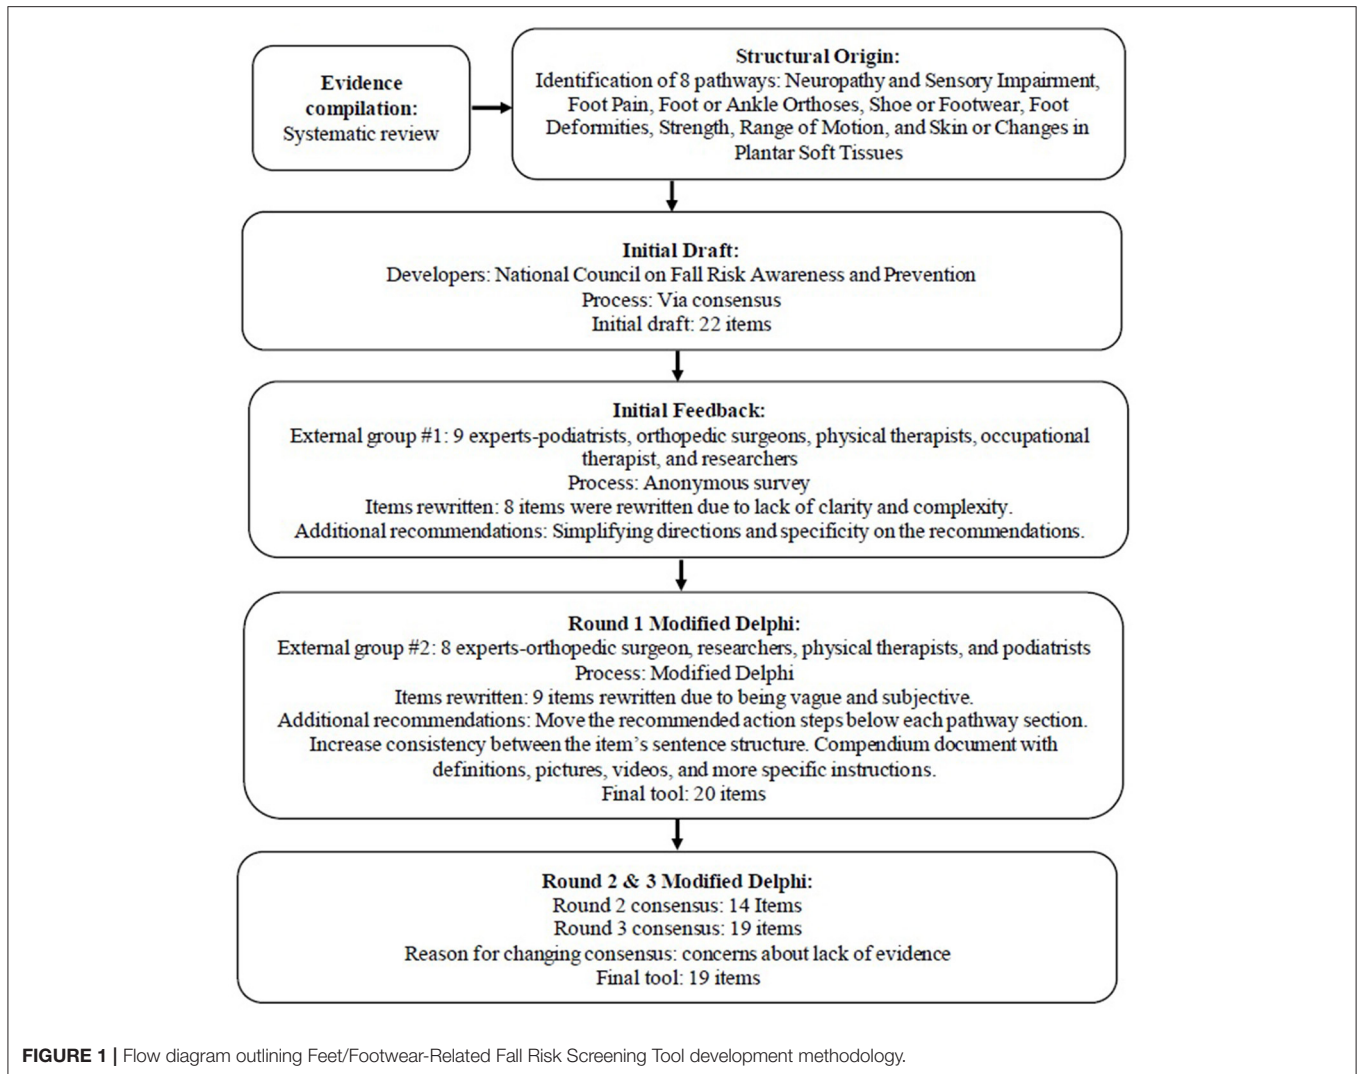 Evidence
compilation:
Systematic review
Structural Origin:
Identification of 8 pathways: Neuropathy and Sensory Impairment,
Foot Pain, Foot or Ankle Orthoses, Shoe or Footwear, Foot
Deformities, Strength, Range of Motion, and Skin or Changes in
Plantar Soft Tissues
Initial Draft:
Developers: National Council on Fall Risk Awareness and Prevention
Process: Via consensus
Initial draft: 22 items
Initial Feedback:
External group #1: 9 experts-podiatrists, orthopedic surgeons, physical therapists, occupational
therapist, and researchers
Process: Anonymous survey
Items rewritten: 8 items were rewritten due to lack of clarity and complexity.
Additional recommendations: Simplifying directions and specificity on the recommendations.
Round 1 Modified Delphi:
External group #2: 8 experts-orthopedic surgeon, researchers, physical therapists, and podiatrists
Process: Modified Delphi
Items rewritten: 9 items rewritten due to being vague and subjective.
Additional recommendations: Move the recommended action steps below each pathway section.
Increase consistency between the item's sentence structure. Compendium document with
definitions, pictures, videos, and more specific instructions.
Final tool: 20 items
Round 2 & 3 Modified Delphi:
Round 2 consensus: 14 Items
Round 3 consensus: 19 items
Reason for changing consensus: concerns about lack of evidence
Final tool: 19 items
FIGURE 1 | Flow diagram outlining Feet/Footwear-Related Fall Risk Screening Tool development methodology.